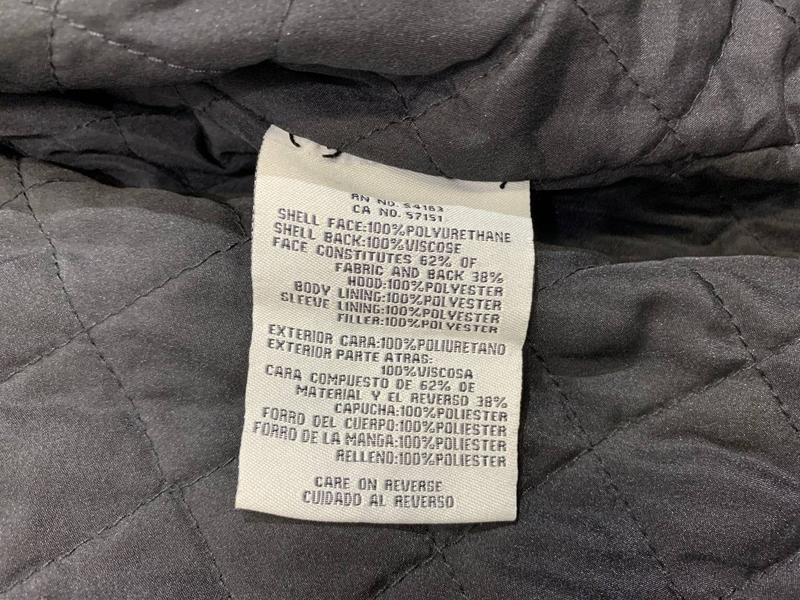 RN NO. 54163
CA NO. 57151
SHELL FACE:100%POLYURETHANE
SHELL BACK:100%VISCOSE
FACE CONSTITUTES 62% OF
FABRIC AND BACK 38%
HOOD:100%POLYESTER
BODY LINING:100%POLYESTER
SLEEVE LINING:100%POLYESTER
FILLER:100%POLYESTER
EXTERIOR CARA:100%POLIURETANO
EXTERIOR PARTE ATRAS:
100%VISCOSA
CARA COMPUESTO DE 62% DE
MATERIAL Y EL REVERSO 38%
CAPUCHA:100%POLIESTER
FORRO DEL CUERPO:100%POLIESTER
FORRO DE LA MANGA:100%POLIESTER
RELLENO:100%POLIESTER
CARE ON REVERSE
CUIDADO AL REVERSO